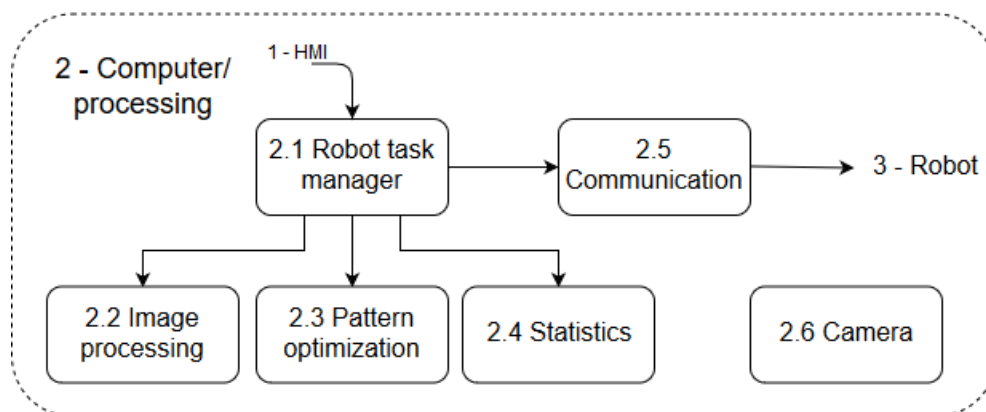 1 - HMI
2 - Computer/
processing
2.1 Robot task
manager
2.5
Communication
3 - Robot
2.2 Image
processing
2.3 Pattern
optimization
2.4 Statistics
2.6 Camera